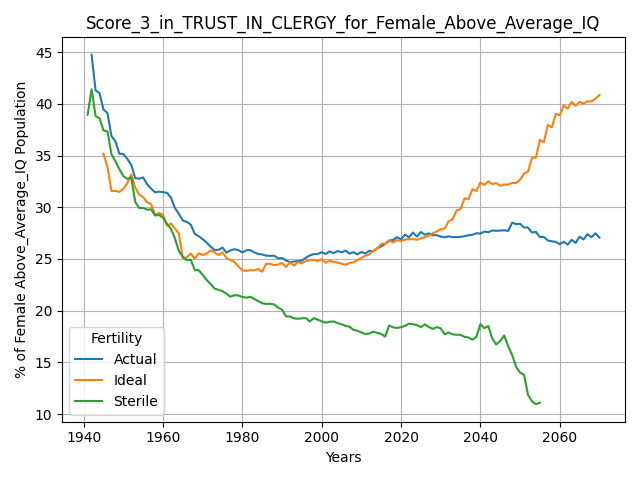 Score_3_in_TRUST_IN_CLERGY_for_Female_Above_Average_IQ
% of Female Above_Average_IQ Population
45
40
35
30
25
20
15
10
Fertility
Actual
Ideal
Sterile
1940 1960 1980 2000 2020 2040 2060
Years